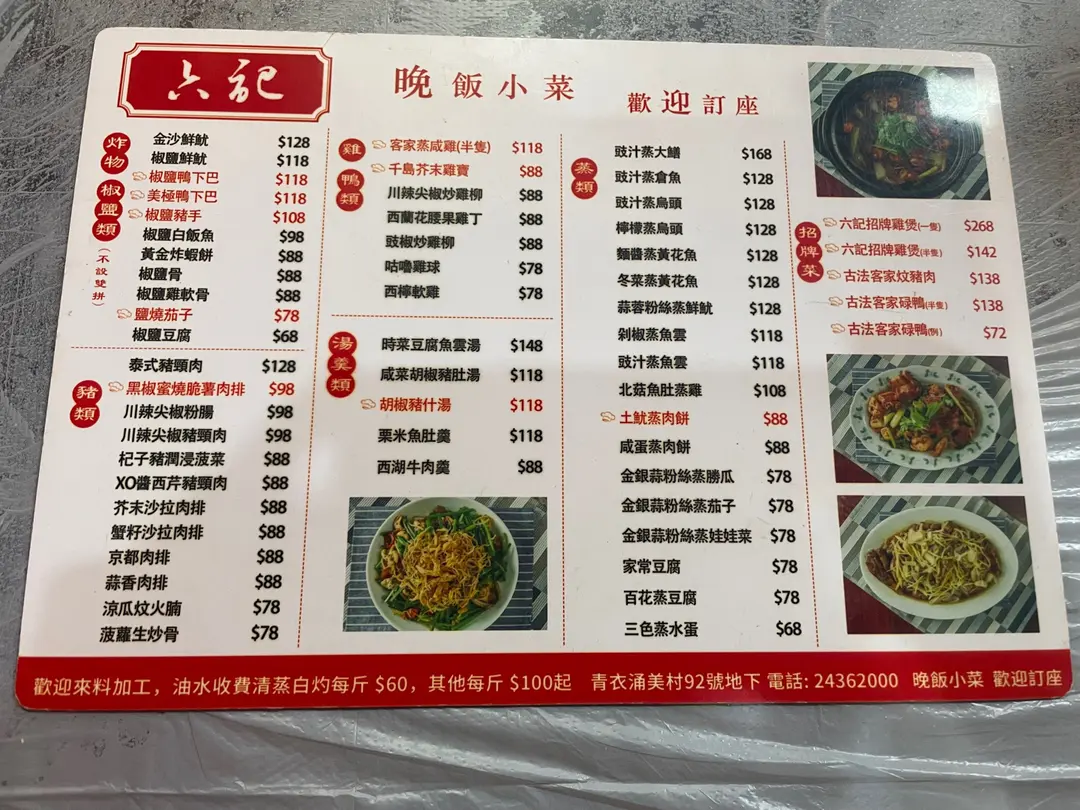 六記
晚飯小菜
歡迎訂座
炸物
椒鹽類
(不設雙拼)
金沙鮮魷 $128
椒鹽鮮魷 $118
椒鹽鴨下巴 $118
美極鴨下巴 $118
椒鹽豬手 $108
椒鹽白飯魚 $98
黃金炸蝦餅 $88
椒鹽骨 $88
椒鹽雞軟骨 $88
鹽燒茄子 $78
椒鹽豆腐 $68
豬類
泰式豬頸肉 $128
黑椒蜜燒脆薯肉排 $98
川辣尖椒粉腸 $98
川辣尖椒豬頸肉 $98
杞子豬潤浸菠菜 $88
XO醬西芹豬頸肉 $88
芥末沙拉肉排 $88
蟹籽沙拉肉排 $88
京都肉排 $88
蒜香肉排 $88
涼瓜炆火腩 $78
菠蘿生炒骨 $78
雞鴨類
客家蒸咸雞(半隻) $118
千島芥末雞寶 $88
川辣尖椒炒雞柳 $88
西蘭花腰果雞丁 $88
豉椒炒雞柳 $88
咕嚕雞球 $78
西檸軟雞 $78
湯羹類
時菜豆腐魚雲湯 $148
咸菜胡椒豬肚湯 $118
胡椒豬什湯 $118
栗米魚肚羹 $118
西湖牛肉羹 $88
蒸類
豉汁蒸大鱔 $168
豉汁蒸倉魚 $128
豉汁蒸烏頭 $128
檸檬蒸烏頭 $128
麵醬蒸黃花魚 $128
冬菜蒸黃花魚 $128
蒜蓉粉絲蒸鮮魷 $128
剁椒蒸魚雲 $118
豉汁蒸魚雲 $118
北菇魚肚蒸雞 $108
土魷蒸肉餅 $88
咸蛋蒸肉餅 $88
金銀蒜粉絲蒸勝瓜 $78
金銀蒜粉絲蒸茄子 $78
金銀蒜粉絲蒸娃娃菜 $78
家常豆腐 $78
百花蒸豆腐 $78
三色蒸水蛋 $68
招牌菜
六記招牌雞煲(一隻) $268
六記招牌雞煲(半隻) $142
古法客家炆豬肉 $138
古法客家碌鴨(半隻) $138
古法客家碌鴨(例) $72
歡迎來料加工，油水收費清蒸白灼每斤 $60，其他每斤 $100起 青衣涌美村92號地下 電話: 24362000 晚飯小菜 歡迎訂座